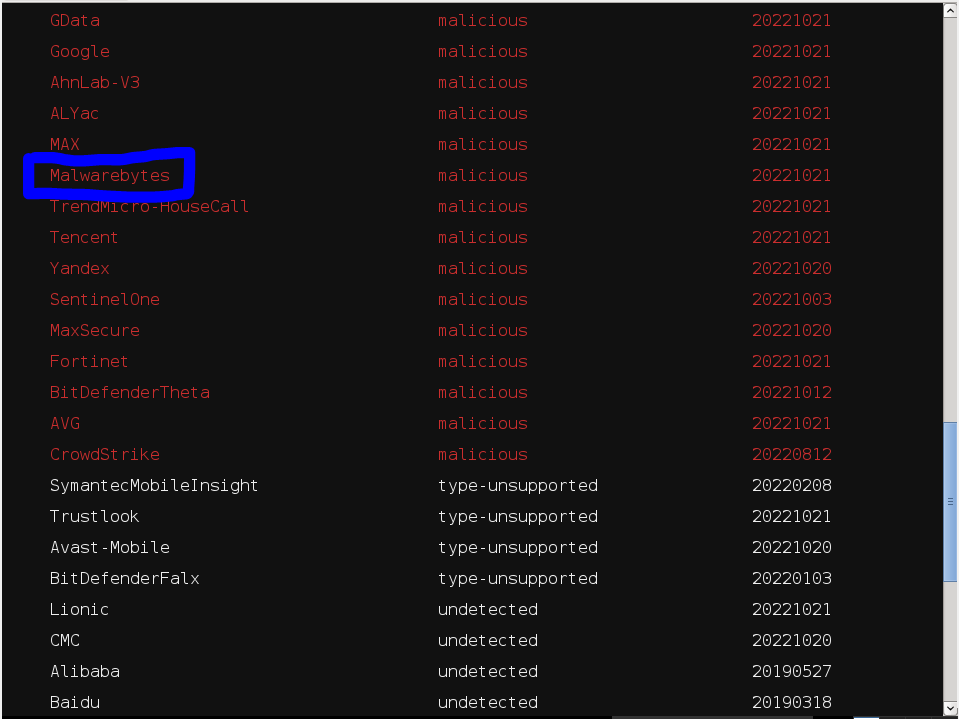 GData malicious 20221021
Google malicious 20221021
AhnLab-V3 malicious 20221021
ALYac malicious 20221021
MAX malicious 20221021
Malwarebytes malicious 20221021
TrendMicro-HouseCall malicious 20221021
Tencent malicious 20221021
Yandex malicious 20221020
SentinelOne malicious 20221003
MaxSecure malicious 20221020
Fortinet malicious 20221021
BitDefenderTheta malicious 20221012
AVG malicious 20221021
CrowdStrike malicious 20220812
SymantecMobileInsight type-unsupported 20220208
Trustlook type-unsupported 20221021
Avast-Mobile type-unsupported 20221020
BitDefenderFalx type-unsupported 20220103
Lionic undetected 20221021
CMC undetected 20221020
Alibaba undetected 20190527
Baidu undetected 20190318